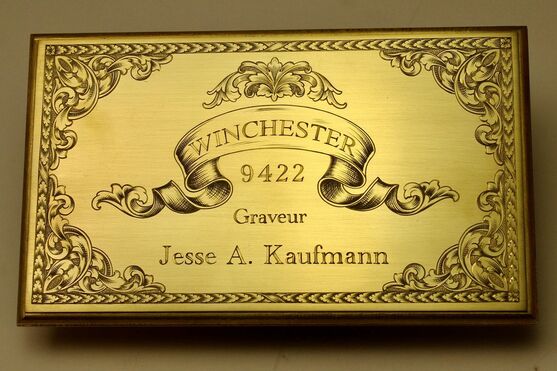 WINCHESTER
9422
Graveur
Jesse A. Kaufmann